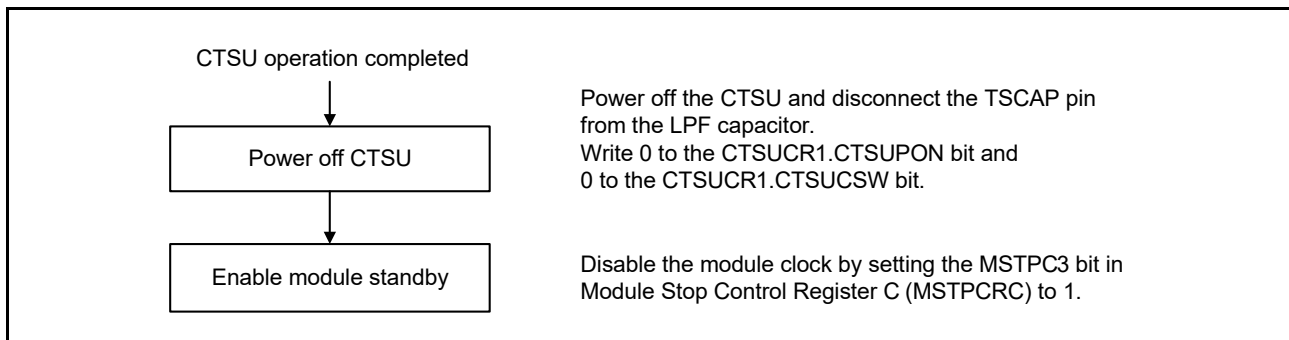 CTSU operation completed
Power off CTSU
Power off the CTSU and disconnect the TSCAP pin
from the LPF capacitor.
Write 0 to the CTSUCR1.CTSUPON bit and
0 to the CTSUCR1.CTSUCSW bit.
Enable module standby
Disable the module clock by setting the MSTPC3 bit in
Module Stop Control Register C (MSTPCRC) to 1.